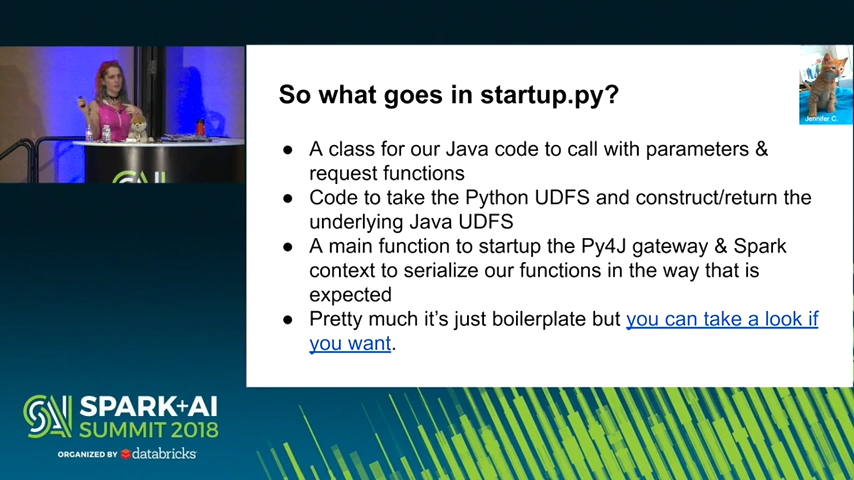 So what goes in startup.py?
Jennifer C.
● A class for our Java code to call with parameters &
request functions
● Code to take the Python UDFS and construct/return the
underlying Java UDFS
● A main function to startup the Py4J gateway & Spark
context to serialize our functions in the way that is
expected
● Pretty much it's just boilerplate but you can take a look if
you want.
SPARK+AI
SUMMIT 2018
ORGANIZED BY databricks